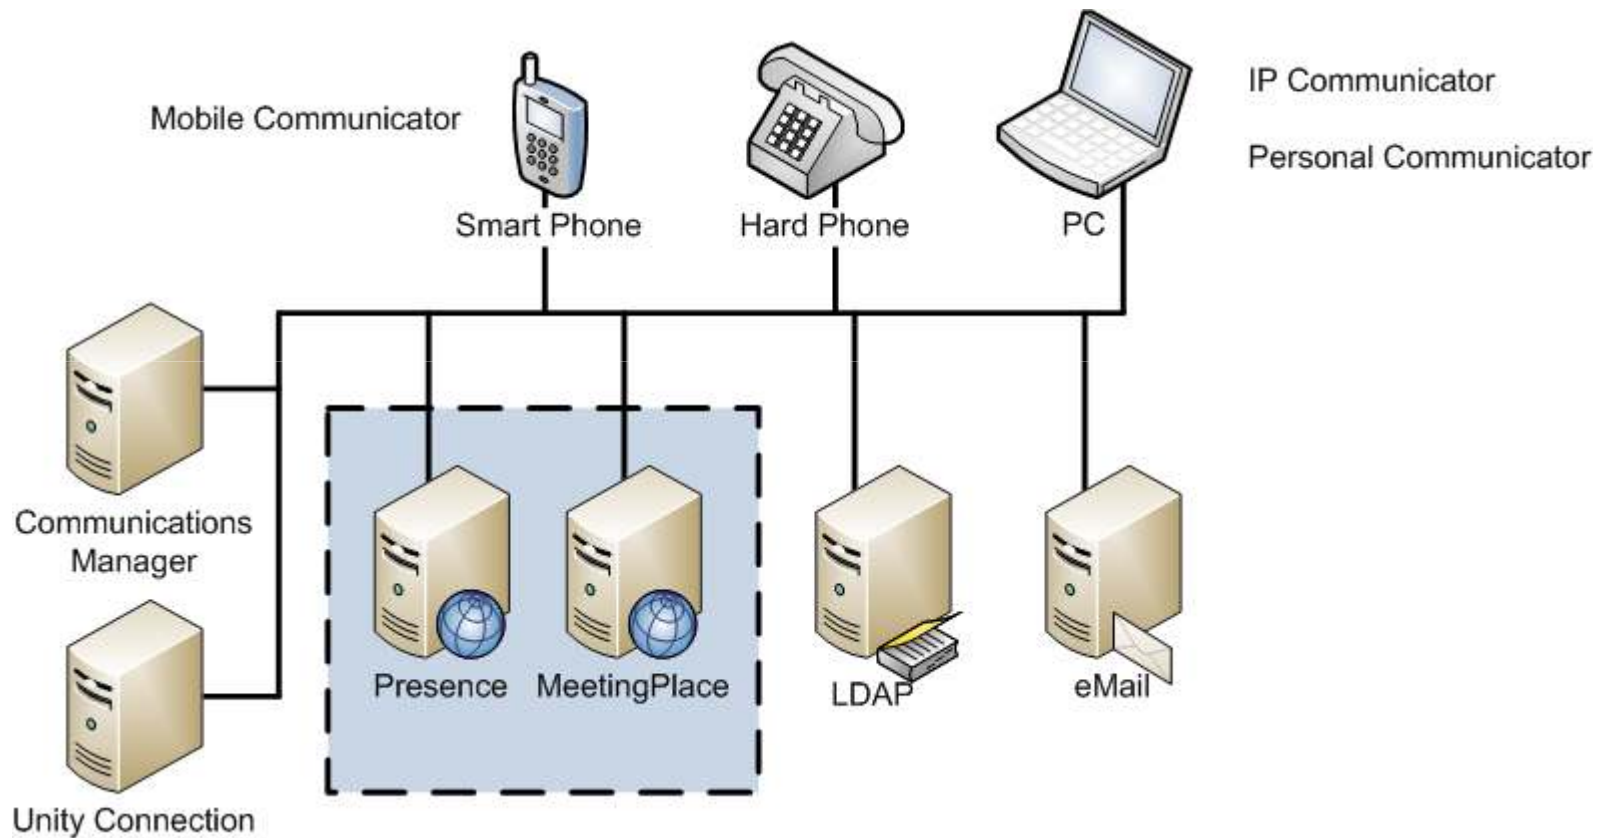 IP Communicator
Mobile Communicator
Personal Communicator
Smart Phone
Hard Phone
PC
Communications
Manager
Presence
MeetingPlace
LDAP
eMail
Unity Connection